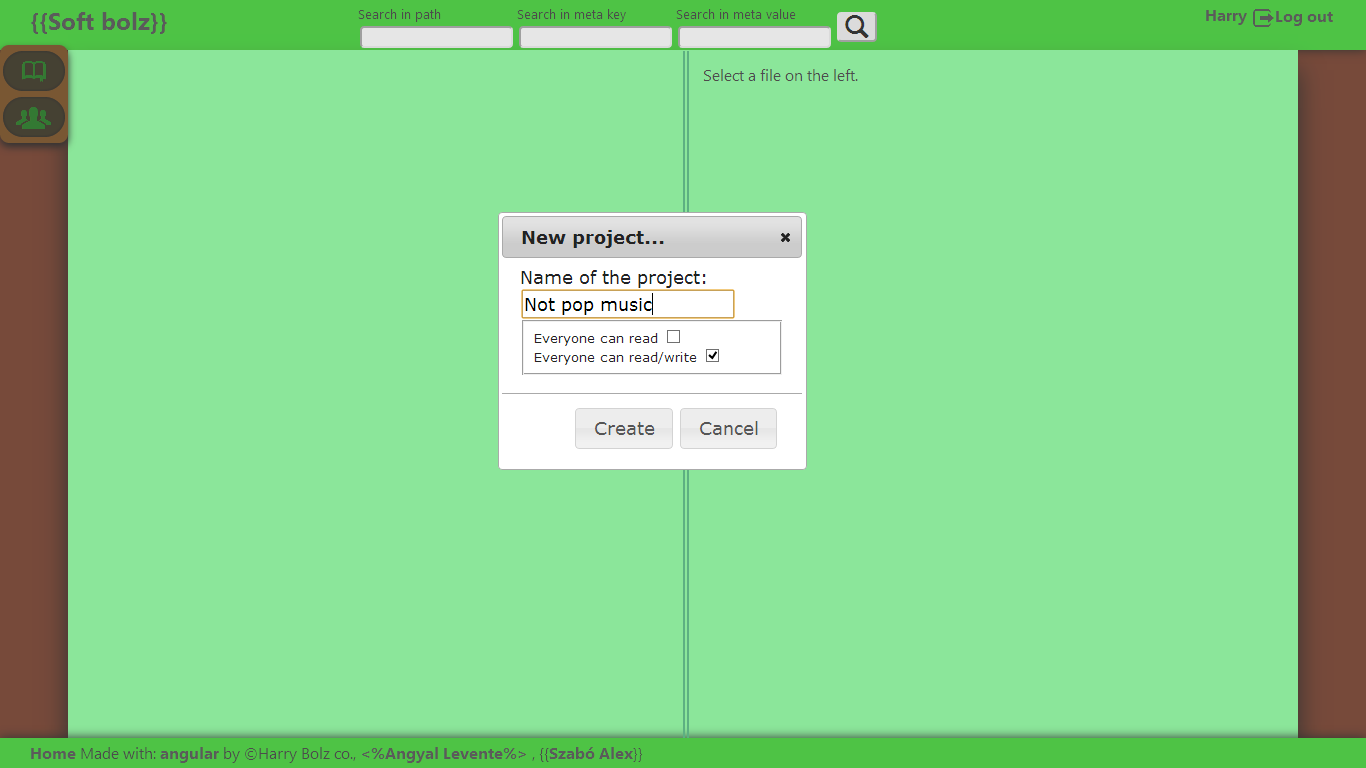 {{Soft bolz}}
Search in path
Search in meta key
Search in meta value
Harry
Log out
Select a file on the left.
New project...
Name of the project:
Not pop music
Everyone can read
Everyone can read/write
Create
Cancel
Home Made with: angular by ©Harry Bolz co., <%Angyal Levente%> , {{Szabó Alex}}